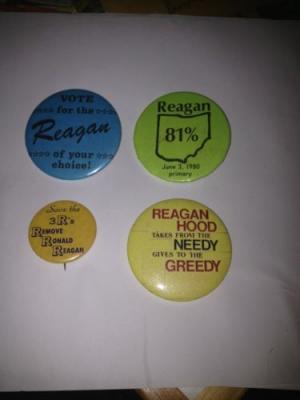 VOTE
for the
Reagan
of your
choice!
Reagan
81%
June 3, 1980
primary
Save the
3 R's
REMOVE
RONALD
REAGAN
REAGAN
HOOD
TAKES FROM THE
NEEDY
GIVES TO THE
GREEDY